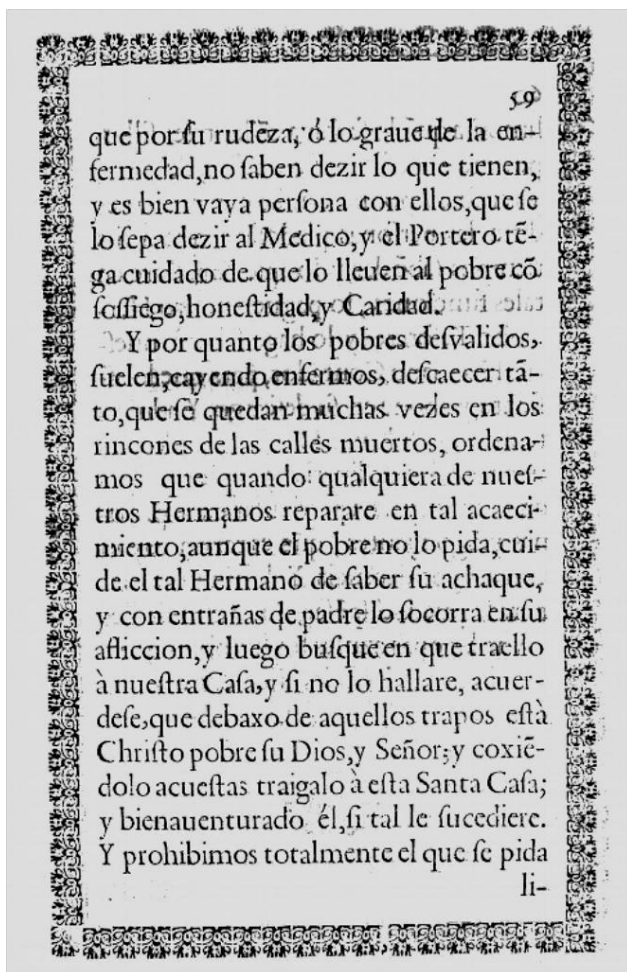 59
que por ſu rudeza, ò lo graue de la en-
fermedad, no ſaben dezir lo que tienen,
y es bien vaya perſona con ellos, que ſe
lo ſepa dezir al Medico, y el Portero tẽ-
ga cuidado de que lo lleuen al pobre cõ
ſoſſiego, honeſtidad, y Caridad.
Y por quanto los pobres deſvalidos,
ſuelen, cayendo enfermos, deſcaecer tã-
to, que ſe quedan muchas vezes en los
rincones de las calles muertos, ordena-
mos que quando qualquiera de nueſ-
tros Hermanos reparare en tal acaeci-
miento, aunque el pobre no lo pida, cui-
de el tal Hermano de ſaber ſu achaque,
y con entrañas de padre lo ſocorra en ſu
afliccion, y luego buſque en que traello
à nueſtra Caſa, y ſi no lo hallare, acuer-
deſe, que debaxo de aquellos trapos eſtà
Chriſto pobre ſu Dios, y Señor; y coxiẽ-
dolo acueſtas traigalo à eſta Santa Caſa;
y bienauenturado él, ſi tal le ſucediere.
Y prohibimos totalmente el que ſe pida
li-